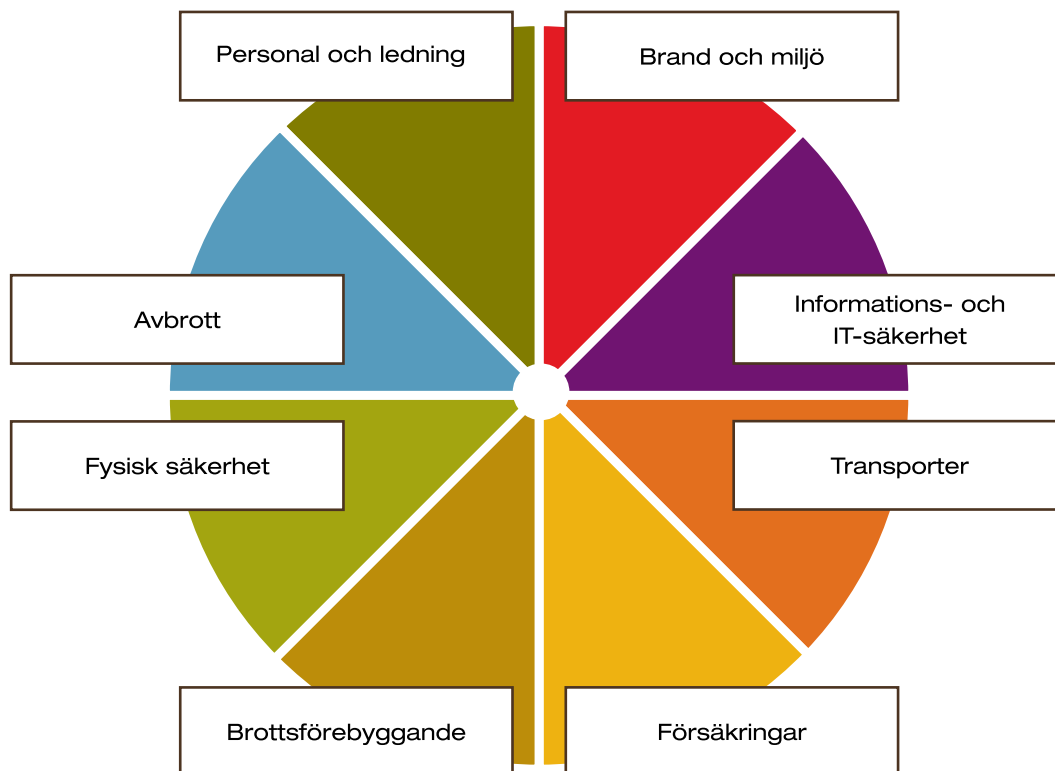 Personal och ledning
Brand och miljö
Avbrott
Informations- och
IT-säkerhet
Fysisk säkerhet
Transporter
Brottsförebyggande
Försäkringar